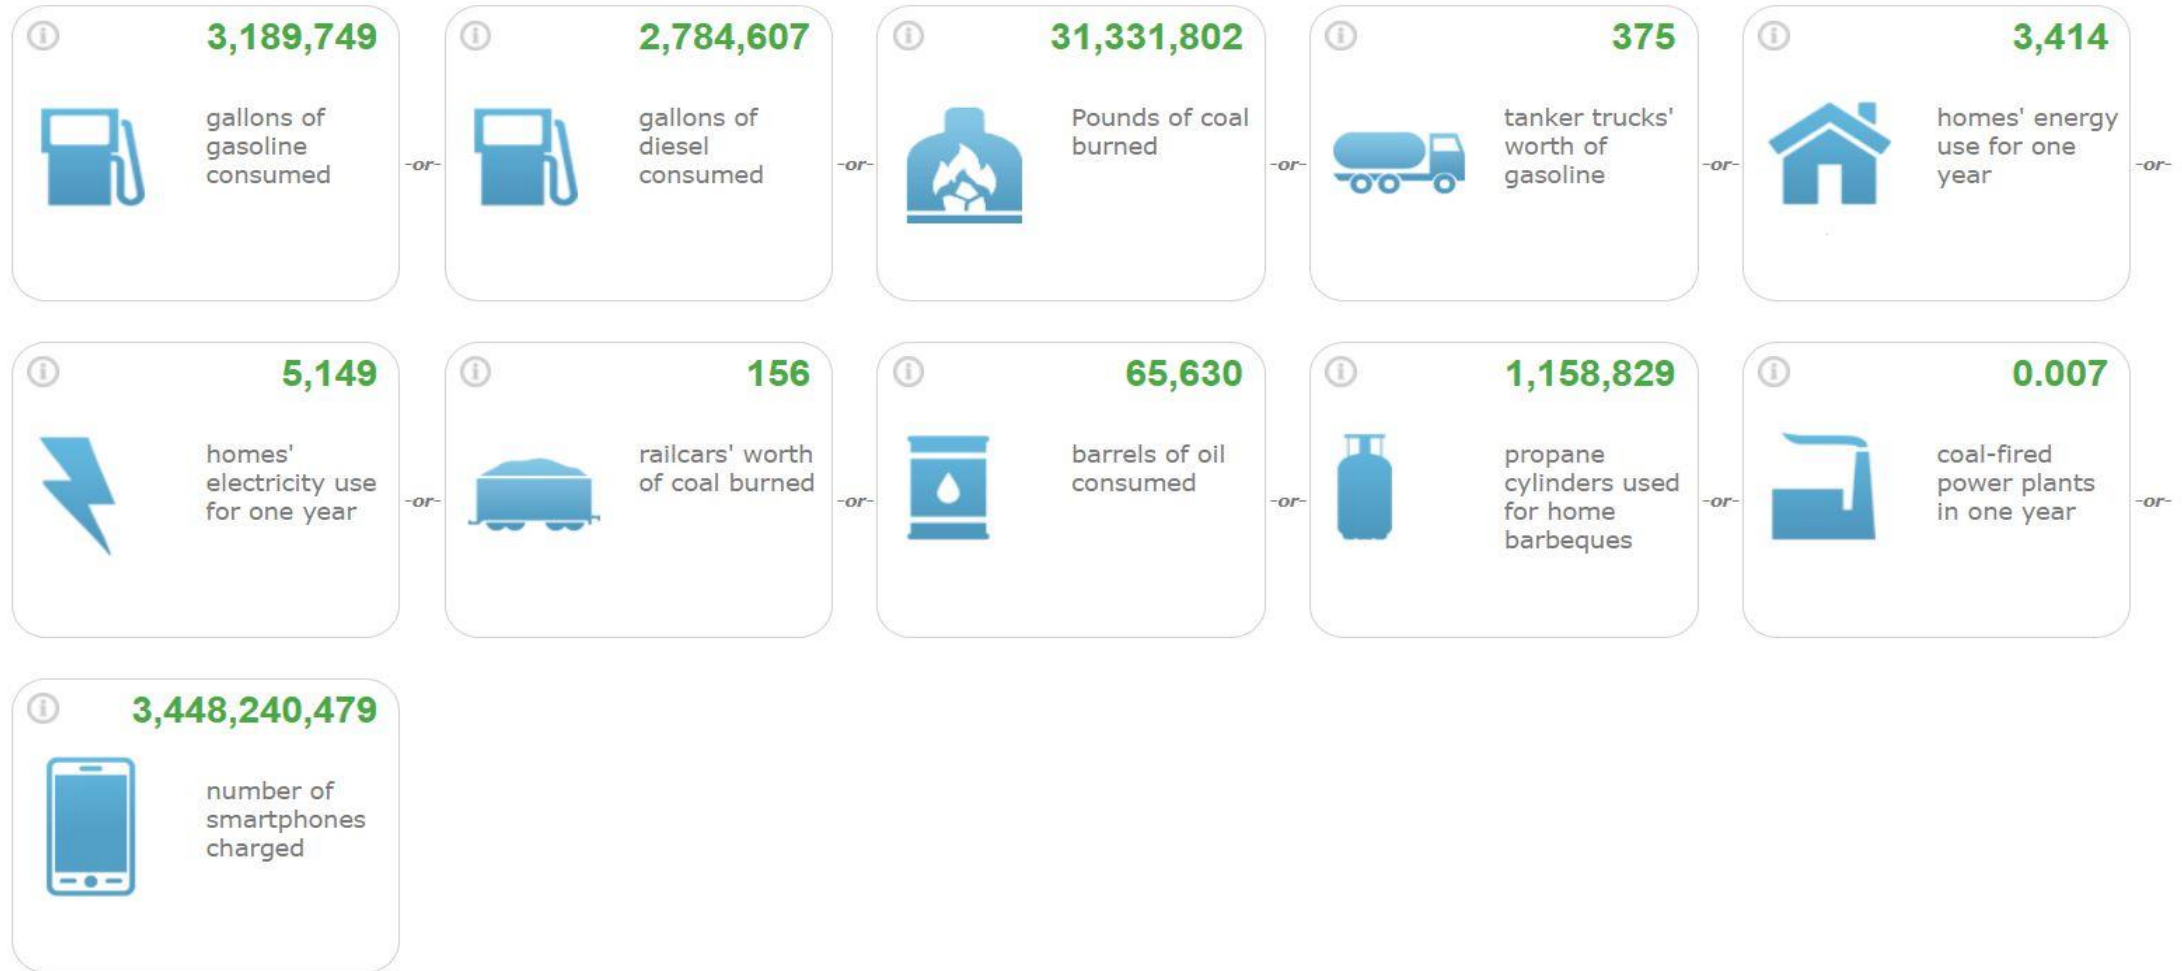 3,189,749
gallons of
gasoline
consumed
-or-
2,784,607
gallons of
diesel
consumed
-or-
31,331,802
Pounds of coal
burned
-or-
375
tanker trucks'
worth of
gasoline
-or-
3,414
homes' energy
use for one
year
-or-
5,149
homes'
electricity use
for one year
-or-
156
railcars' worth
of coal burned
-or-
65,630
barrels of oil
consumed
-or-
1,158,829
propane
cylinders used
for home
barbeques
-or-
0.007
coal-fired
power plants
in one year
-or-
3,448,240,479
number of
smartphones
charged